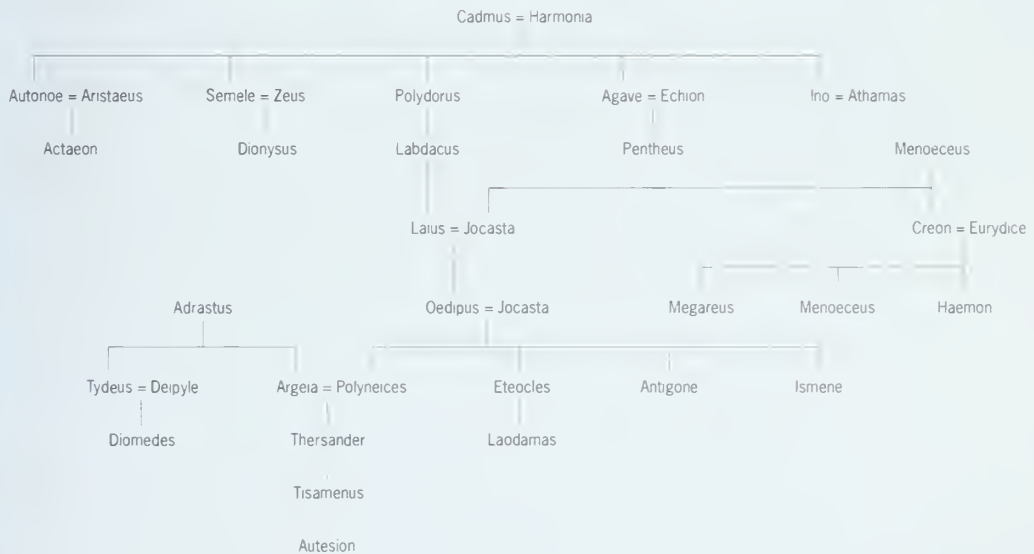 Cadmus = Harmonia
Autonoe = Aristaeus Semele = Zeus Polydorus Agave = Echion Ino = Athamas
Actaeon Dionysus Labdacus Pentheus Menoeceus
Laius = Jocasta Creon = Eurydice
Adrastus Oedipus = Jocasta Megareus Menoeceus Haemon
Tydeus = Deipyle Argeia = Polyneices Eteocles Antigone Ismene
Diomedes Thersander Laodamas
Tisamenus
Autesion